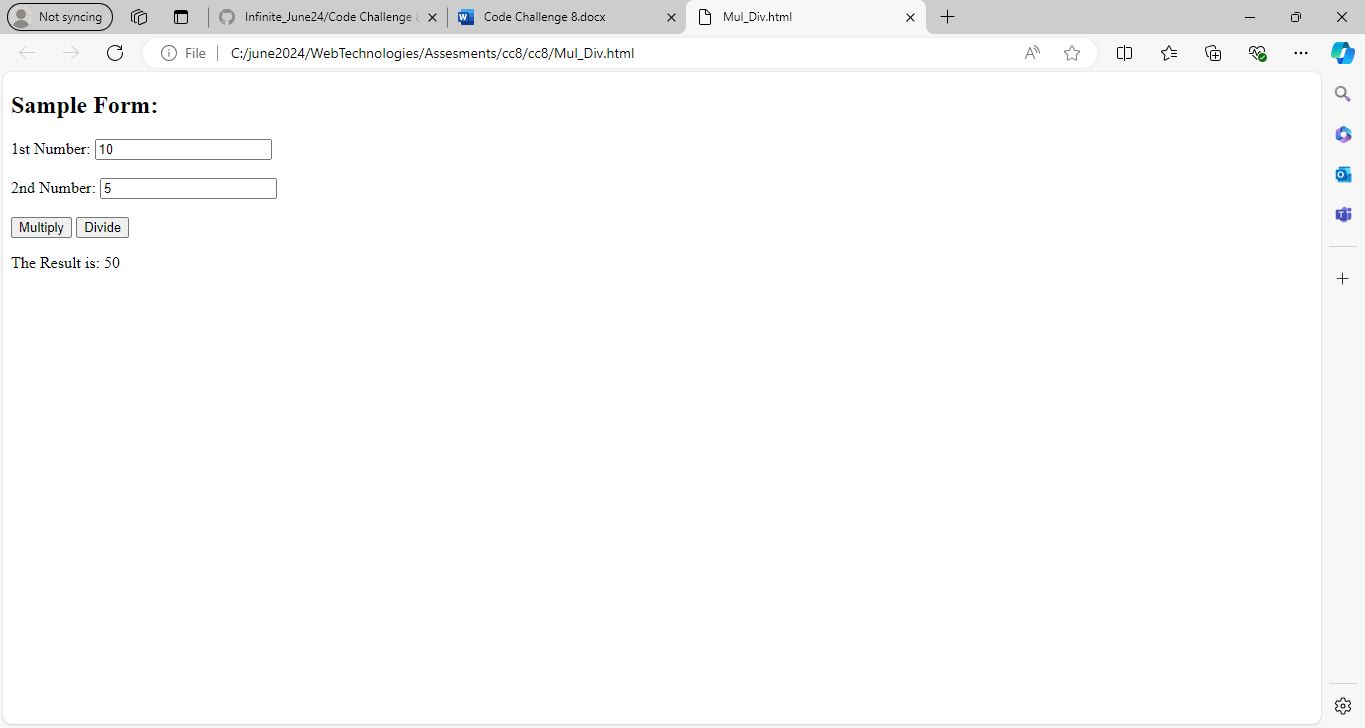 Not syncing
Infinite_June24/Code Challenge
Code Challenge 8.docx
Mul_Div.html
File
C:/june2024/WebTechnologies/Assesments/cc8/cc8/Mul_Div.html
Sample Form:
1st Number: 10
2nd Number: 5
Multiply Divide
The Result is: 50